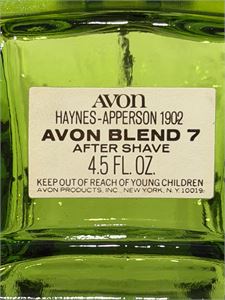 AVON
HAYNES-APPERSON 1902
AVON BLEND 7
AFTER SHAVE
4.5 FL. OZ.
KEEP OUT OF REACH OF YOUNG CHILDREN
AVON PRODUCTS, INC., NEW YORK, N.Y. 10019